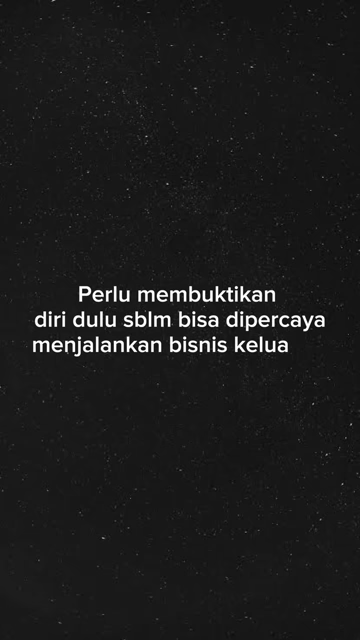 Perlu membuktikan
diri dulu sblm bisa dipercaya
menjalankan bisnis kelua